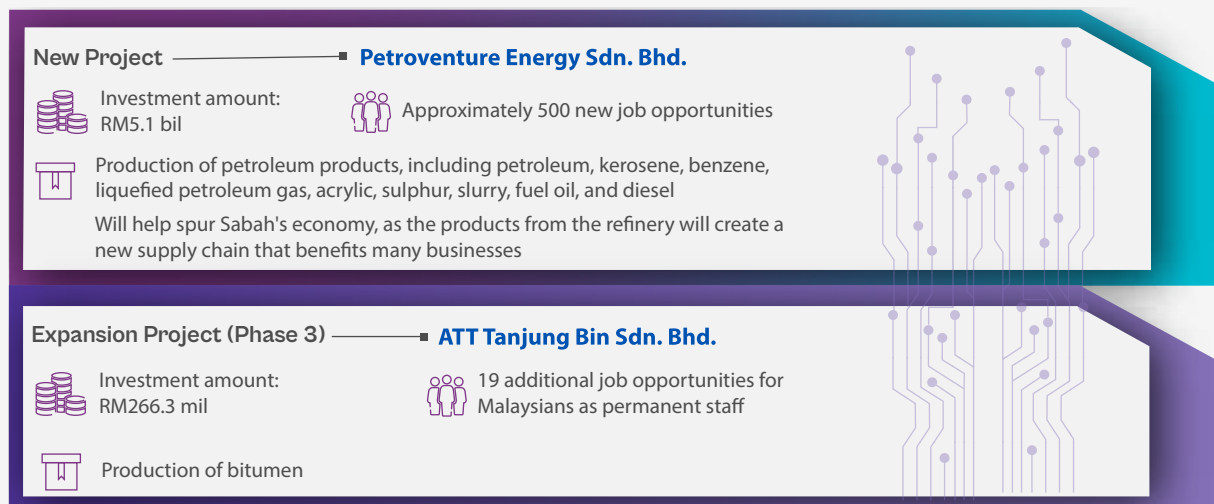 New Project
Petroventure Energy Sdn. Bhd.
Investment amount:
RM5.1 bil
Approximately 500 new job opportunities
Production of petroleum products, including petroleum, kerosene, benzene,
liquefied petroleum gas, acrylic, sulphur, slurry, fuel oil, and diesel
Will help spur Sabah's economy, as the products from the refinery will create a
new supply chain that benefits many businesses
Expansion Project (Phase 3)
ATT Tanjung Bin Sdn. Bhd.
Investment amount:
RM266.3 mil
19 additional job opportunities for
Malaysians as permanent staff
Production of bitumen